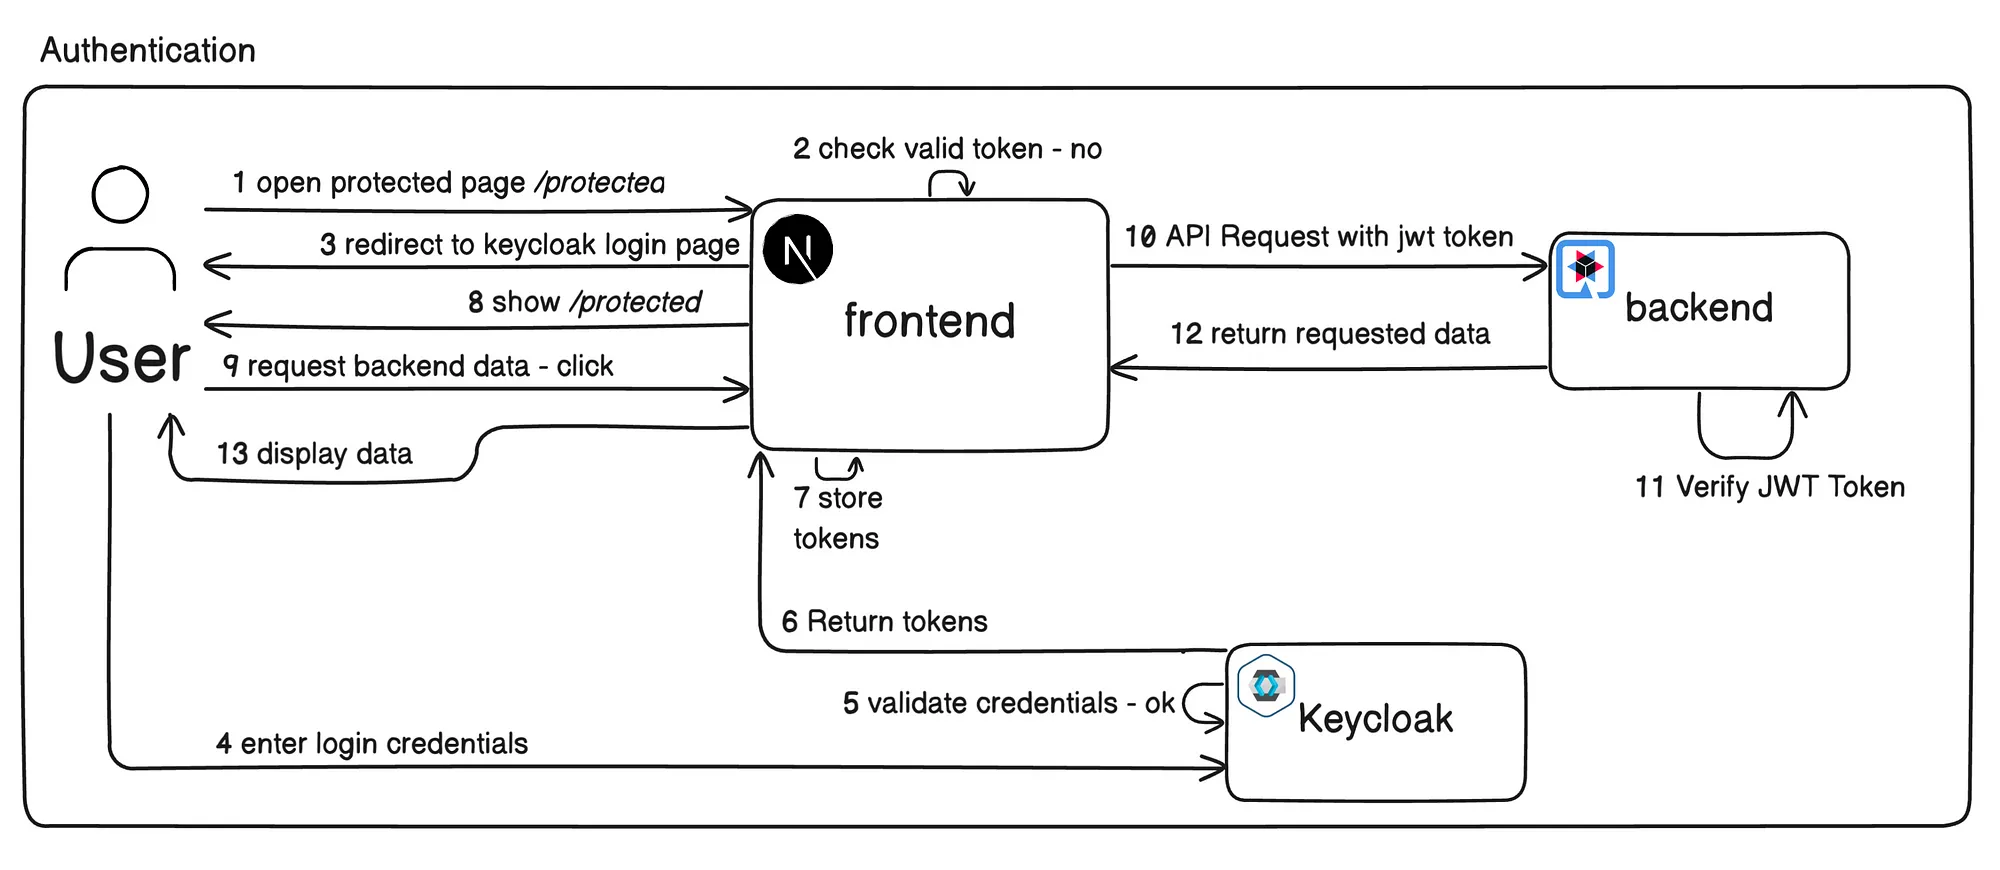 Authentication
2 check valid token - no
1 open protected page /protected
3 redirect to keycloak login page
10 API Request with jwt token
8 show /protected
frontend
backend
12 return requested data
User
9 request backend data - click
13 display data
7 store
tokens
11 Verify JWT Token
6 Return tokens
5 validate credentials - ok
Keycloak
4 enter login credentials